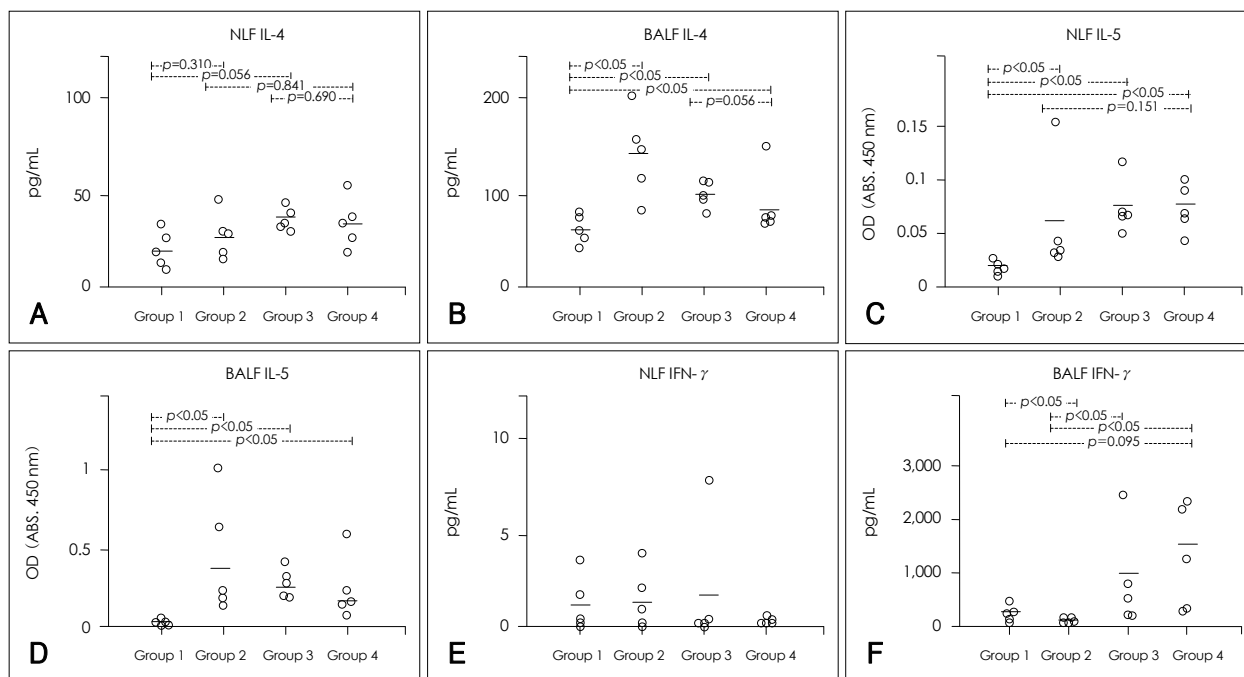 NLF IL-4
p=0.310
p=0.056
p=0.841
p=0.690
100
50
0
pg/mL
A
Group 1 Group 2 Group 3 Group 4
BALF IL-4
p<0.05
p<0.05
p<0.05
p=0.056
200
100
0
pg/mL
B
Group 1 Group 2 Group 3 Group 4
NLF IL-5
p<0.05
p<0.05
p<0.05
p=0.151
0.15
0.1
0.05
0
OD (ABS. 450 nm)
C
Group 1 Group 2 Group 3 Group 4
BALF IL-5
p<0.05
p<0.05
p<0.05
1
0.5
0
OD (ABS. 450 nm)
D
Group 1 Group 2 Group 3 Group 4
NLF IFN-γ
10
5
0
pg/mL
E
Group 1 Group 2 Group 3 Group 4
BALF IFN-γ
p<0.05
p<0.05
p<0.05
p=0.095
3,000
2,000
1,000
0
pg/mL
F
Group 1 Group 2 Group 3 Group 4